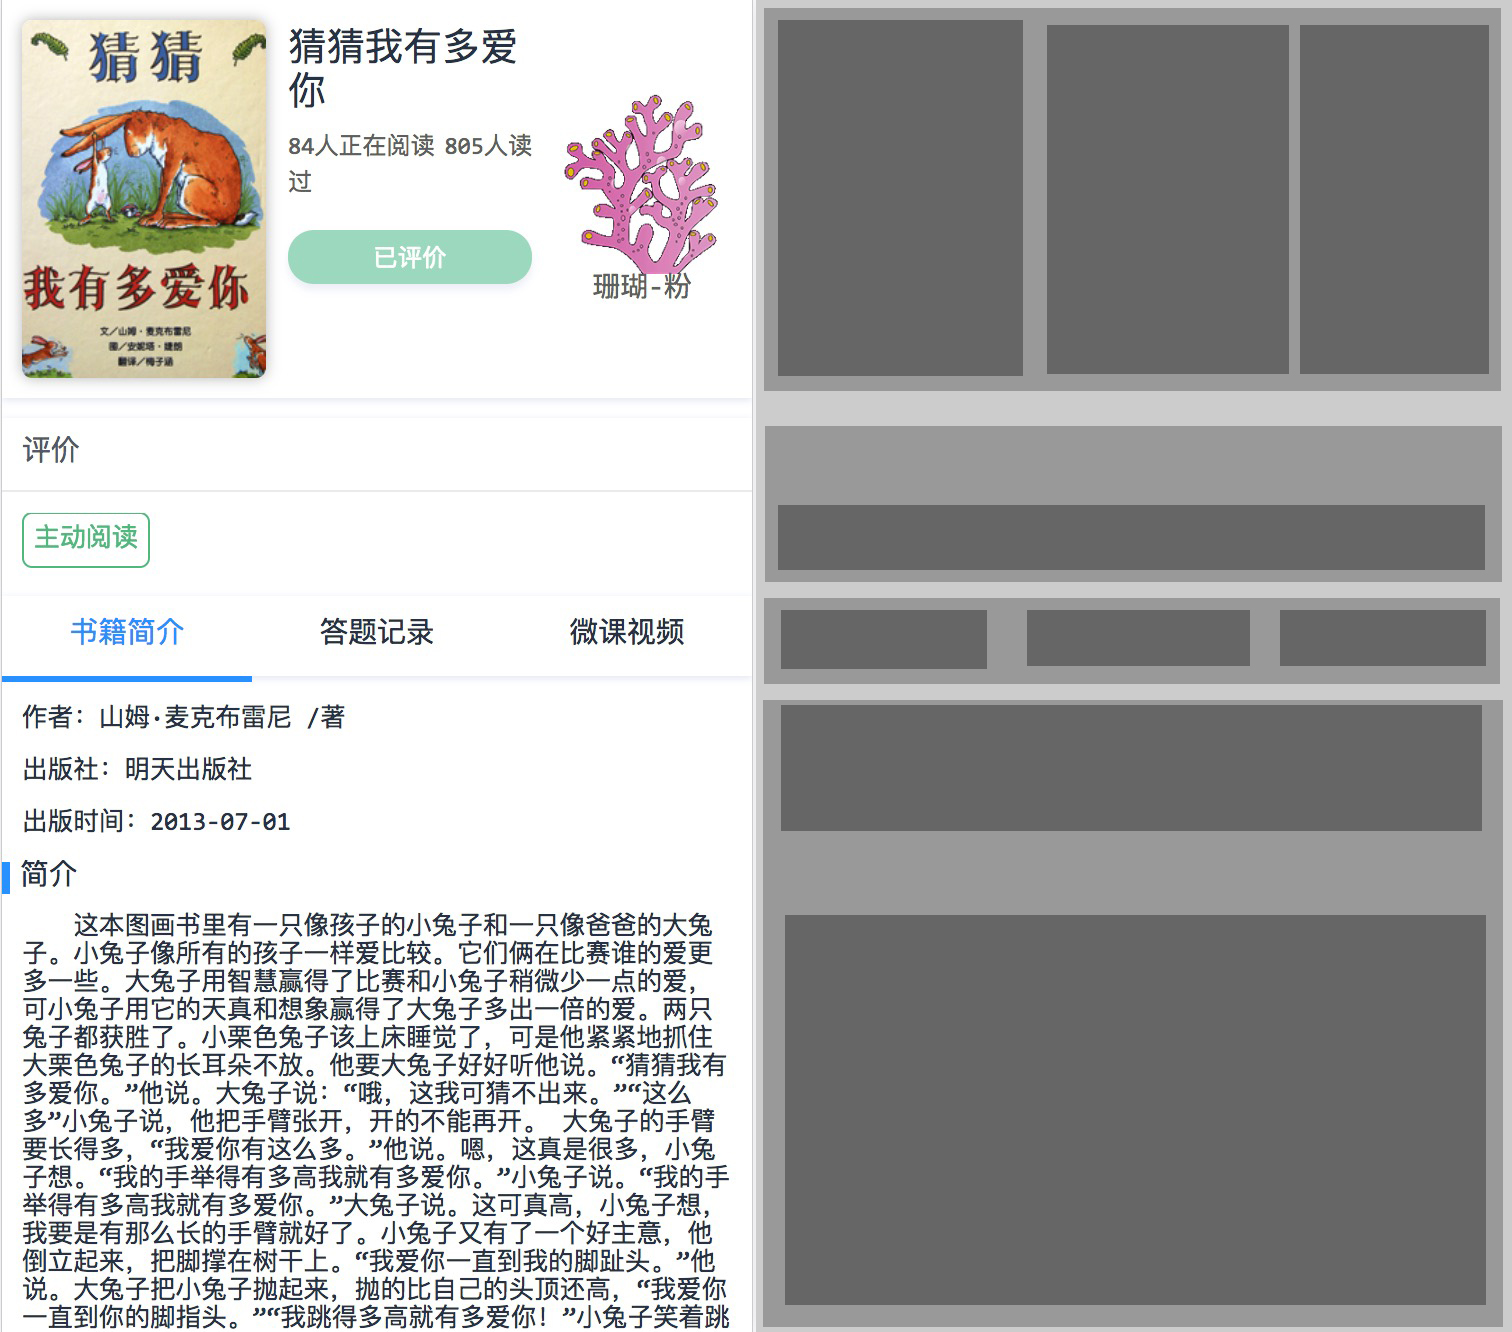 猜猜
我有多爱你
文／山姆·麦克布雷尼
图／安妮塔·婕朗
翻译／梅子涵
猜猜我有多爱
你
84人正在阅读 805人读
过
已评价
珊瑚-粉
评价
主动阅读
书籍简介 答题记录 微课视频
作者：山姆·麦克布雷尼 /著
出版社：明天出版社
出版时间：2013-07-01
简介
这本图画书里有一只像孩子的小兔子和一只像爸爸的大兔
子。小兔子像所有的孩子一样爱比较。它们俩在比赛谁的爱更
多一些。大兔子用智慧赢得了比赛和小兔子稍微少一点的爱，
可小兔子用它的天真和想象赢得了大兔子多出一倍的爱。两只
兔子都获胜了。小栗色兔子该上床睡觉了，可是他紧紧地抓住
大栗色兔子的长耳朵不放。他要大兔子好好听他说。“猜猜我有
多爱你。”他说。大兔子说：“哦，这我可猜不出来。”“这么
多”小兔子说，他把手臂张开，开的不能再开。 大兔子的手臂
要长得多，“我爱你有这么多。”他说。嗯，这真是很多，小兔
子想。“我的手举得有多高我就有多爱你。”小兔子说。“我的手
举得有多高我就有多爱你。”大兔子说。这可真高，小兔子想，
我要是有那么长的手臂就好了。小兔子又有了一个好主意，他
倒立起来，把脚撑在树干上。“我爱你一直到我的脚趾头。”他
说。大兔子把小兔子抛起来，抛的比自己的头顶还高，“我爱你
一直到你的脚指头。”“我跳得多高就有多爱你！”小兔子笑着跳